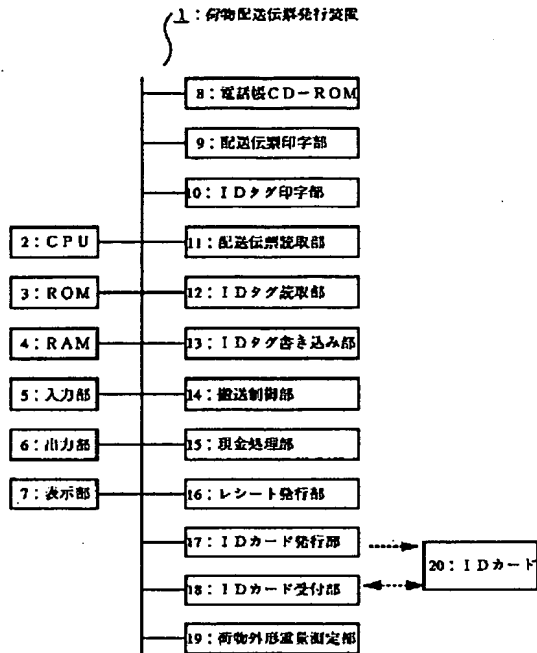 1：荷物配送伝票発行装置
8：電話帳CD－ROM
9：配送伝票印字部
10：IDタグ印字部
2：CPU
11：配送伝票読取部
3：ROM
12：IDタグ読取部
4：RAM
13：IDタグ書き込み部
5：入力部
14：搬送制御部
6：出力部
15：現金処理部
7：表示部
16：レシート発行部
17：IDカード発行部
20：IDカード
18：IDカード受付部
19：荷物外形重量測定部